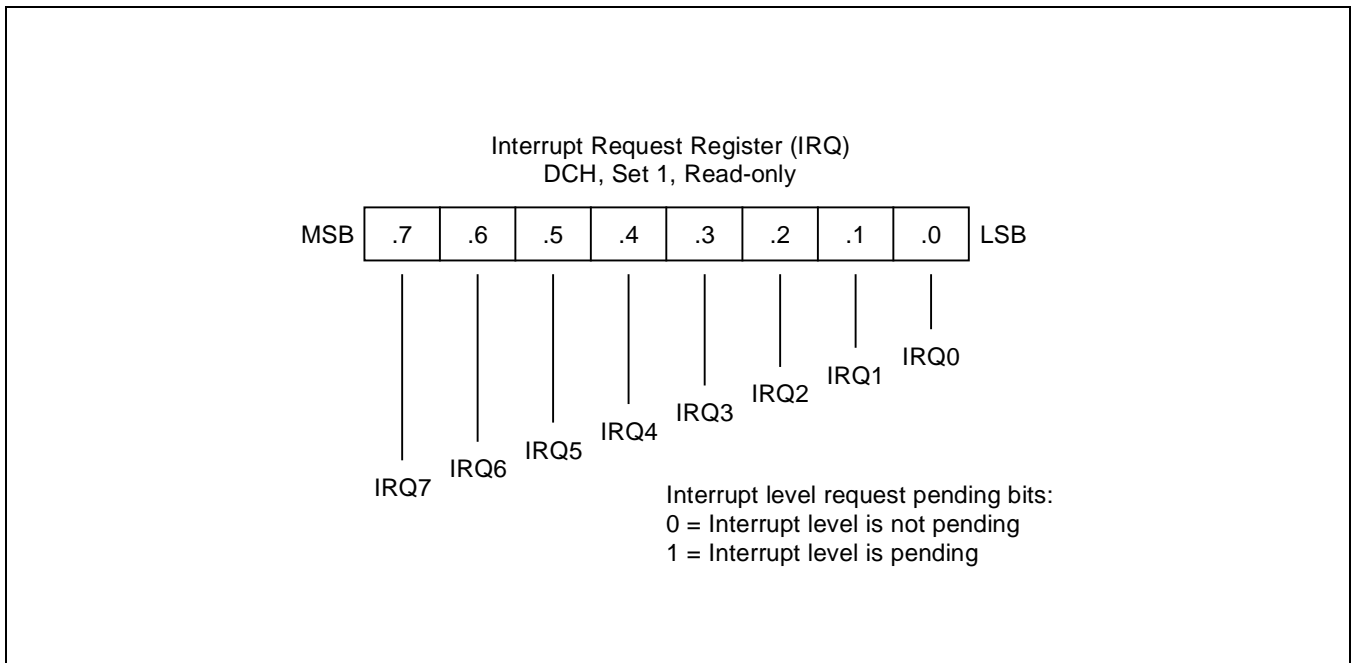 Interrupt Request Register (IRQ)
DCH, Set 1, Read-only
MSB .7 .6 .5 .4 .3 .2 .1 .0 LSB
IRQ0
IRQ1
IRQ2
IRQ3
IRQ4
IRQ5
IRQ6
IRQ7
Interrupt level request pending bits:
0 = Interrupt level is not pending
1 = Interrupt level is pending